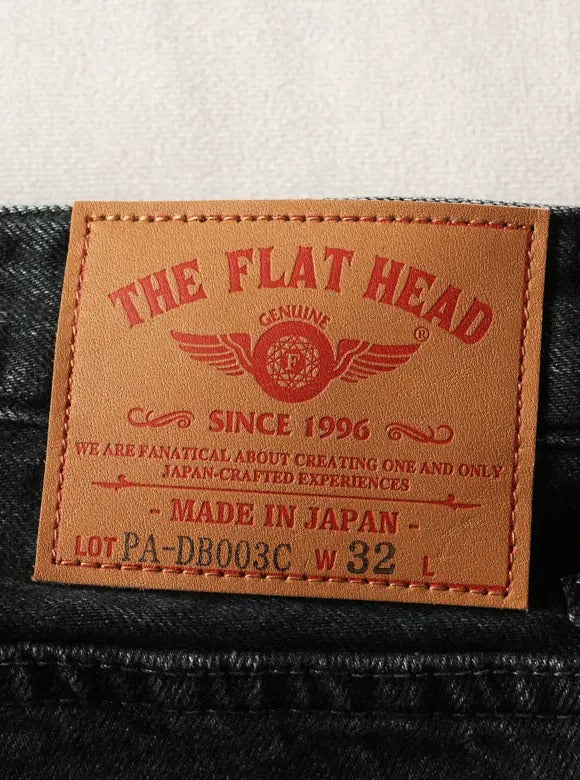 THE FLAT HEAD
GENUINE
®
F
SINCE 1996
WE ARE FANATICAL ABOUT CREATING ONE AND ONLY
JAPAN-CRAFTED EXPERIENCES
- MADE IN JAPAN -
LOT PA-DB003C W 32 L